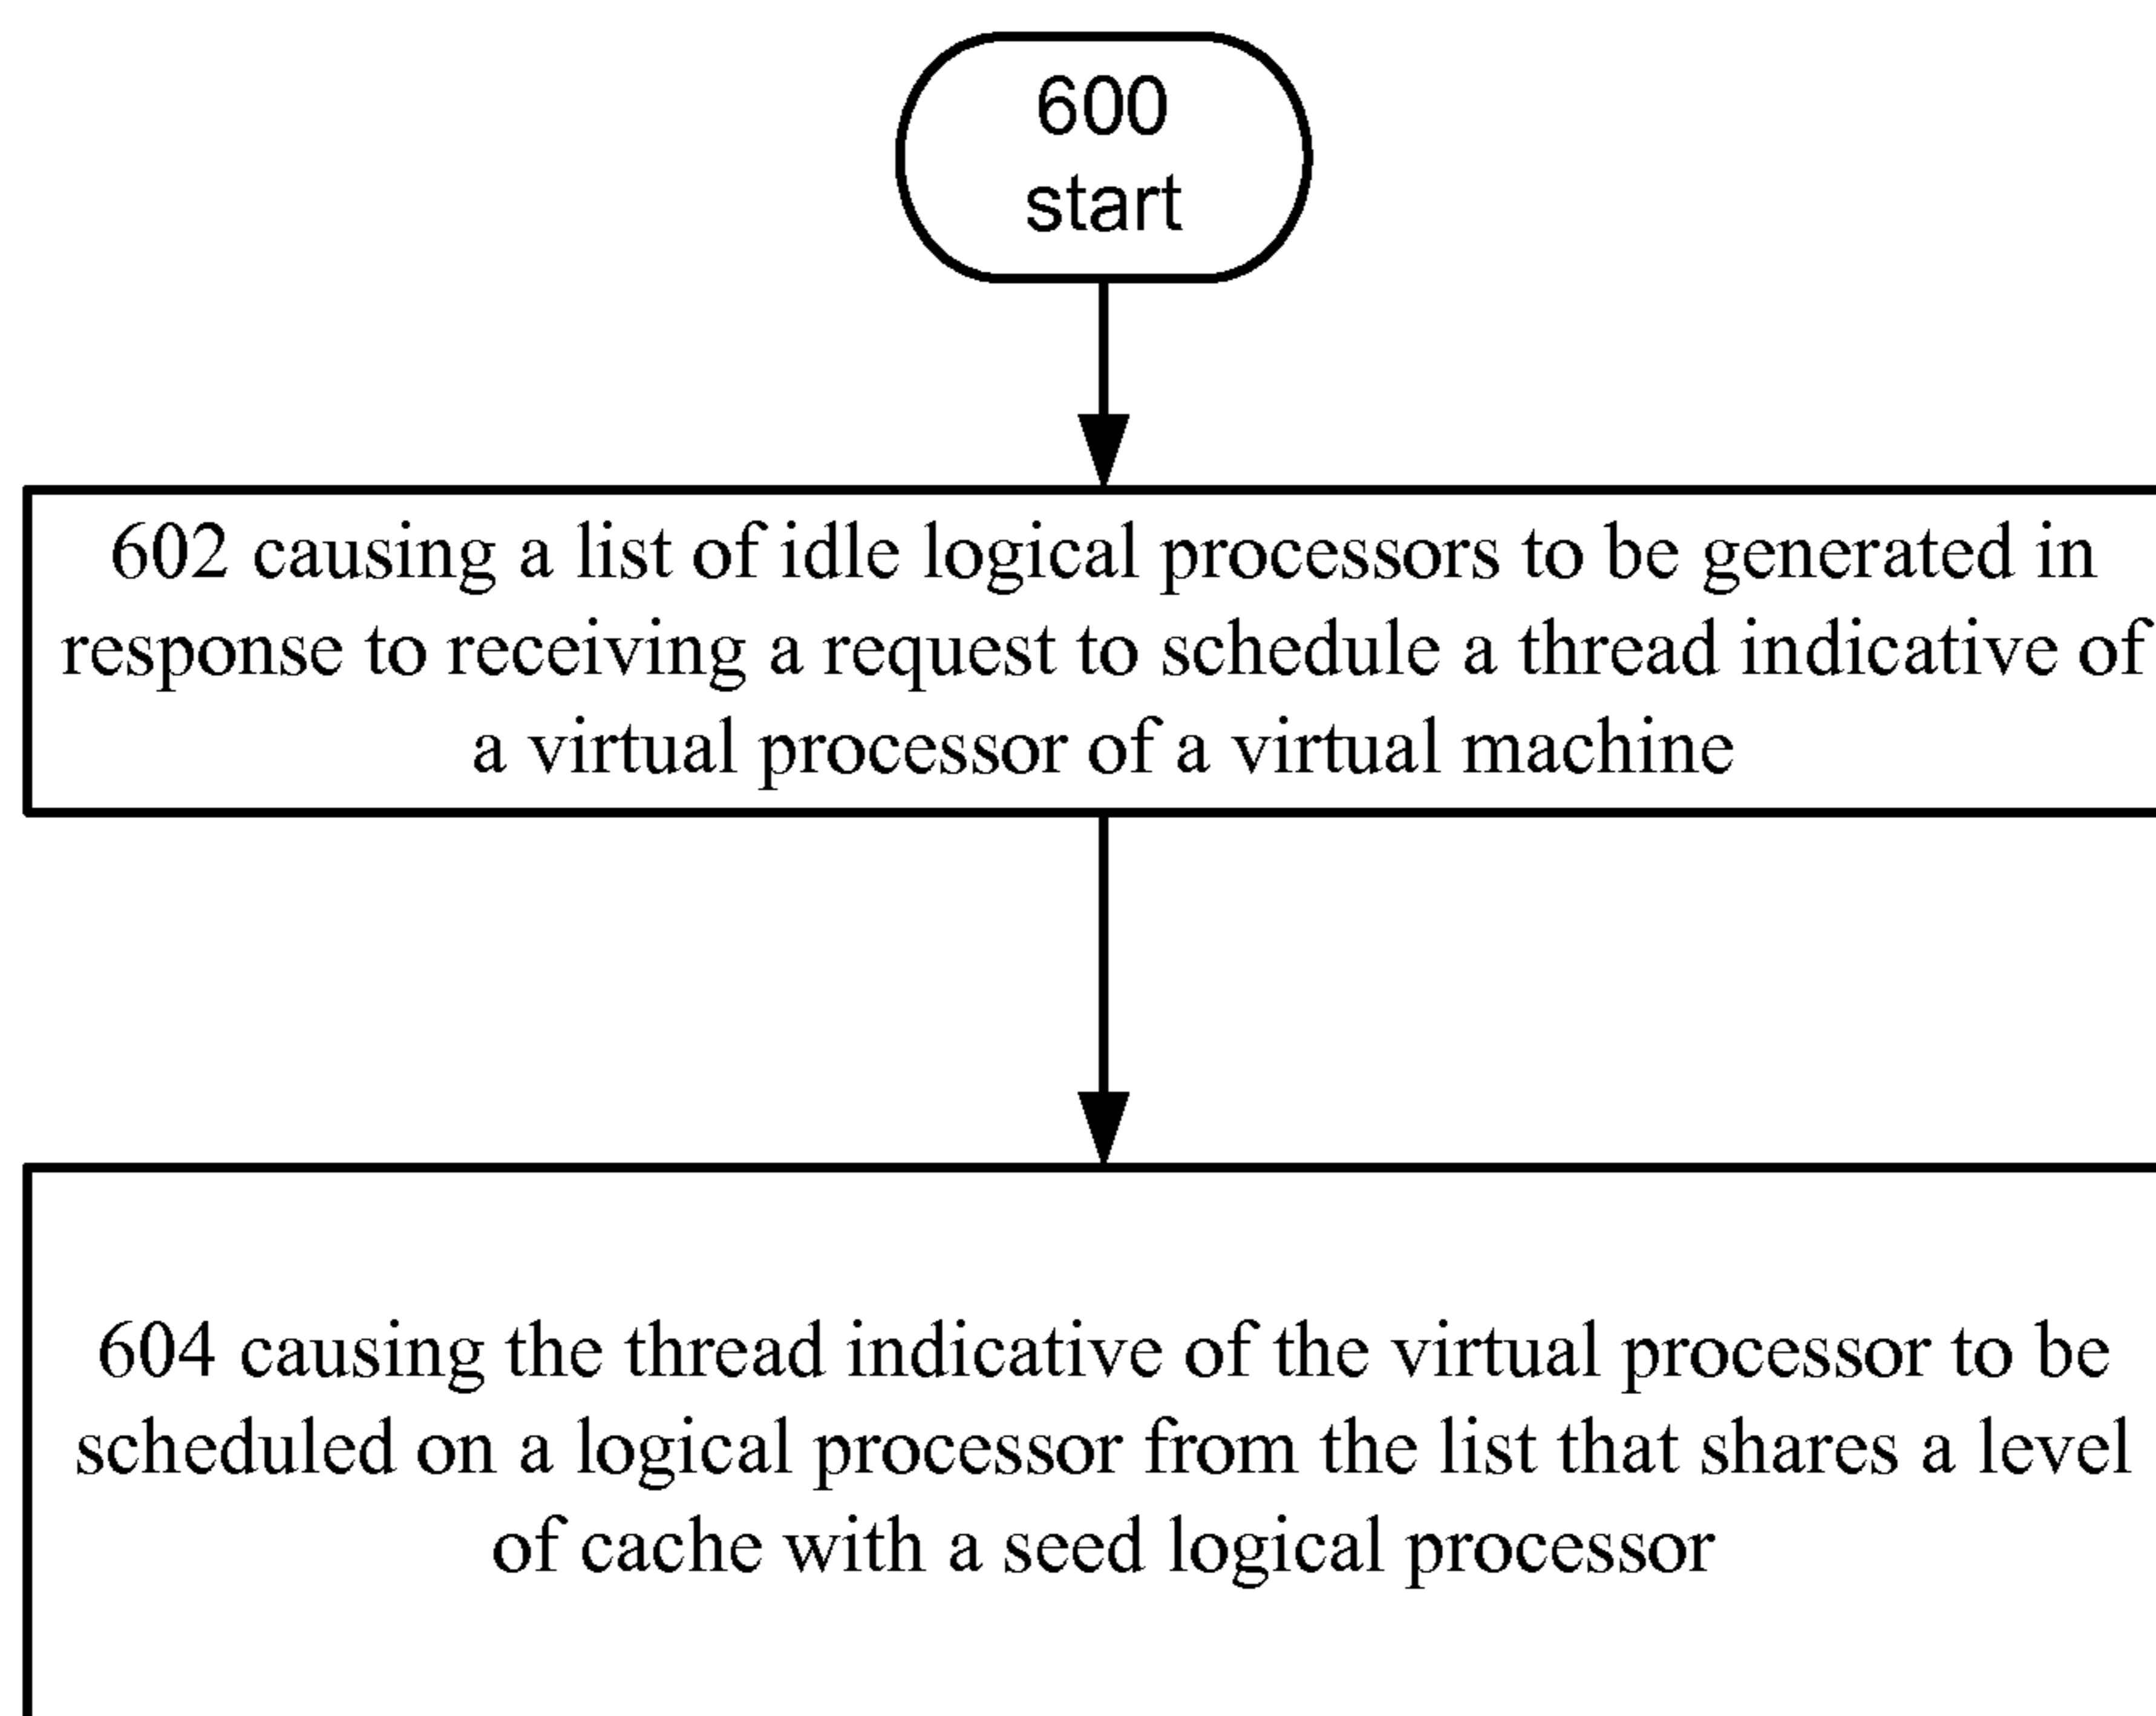 600
start
602 causing a list of idle logical processors to be generated in
response to receiving a request to schedule a thread indicative of
a virtual processor of a virtual machine
604 causing the thread indicative of the virtual processor to be
scheduled on a logical processor from the list that shares a level
of cache with a seed logical processor